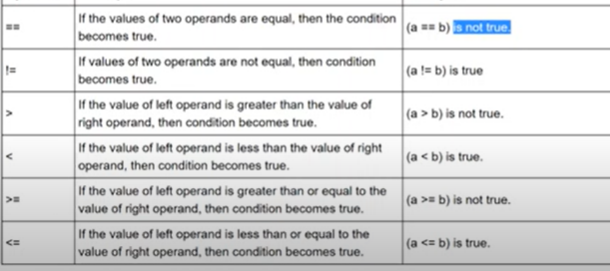 == If the values of two operands are equal, then the condition (a == b) is not true.
becomes true.
!= If values of two operands are not equal, then condition (a != b) is true
becomes true.
> If the value of left operand is greater than the value of (a > b) is not true.
right operand, then condition becomes true.
< If the value of left operand is less than the value of right (a < b) is true.
operand, then condition becomes true.
>= If the value of left operand is greater than or equal to the (a >= b) is not true.
value of right operand, then condition becomes true.
<= If the value of left operand is less than or equal to the (a <= b) is true.
value of right operand, then condition becomes true.